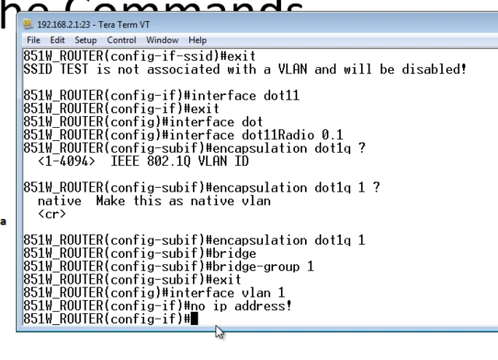 he Commands
192.168.2.1:23 - Tera Term VT
File Edit Setup Control Window Help
851W_ROUTER(config-if-ssid)#exit
SSID TEST is not associated with a VLAN and will be disabled!
851W_ROUTER(config-if)#interface dot11
851W_ROUTER(config-if)#exit
851W_ROUTER(config)#interface dot
851W_ROUTER(config)#interface dot11Radio 0.1
851W_ROUTER(config-subif)#encapsulation dot1q ?
<1-4094> IEEE 802.1Q VLAN ID
851W_ROUTER(config-subif)#encapsulation dot1q 1 ?
native Make this as native vlan
<cr>
a
851W_ROUTER(config-subif)#encapsulation dot1q 1
851W_ROUTER(config-subif)#bridge
851W_ROUTER(config-subif)#bridge-group 1
851W_ROUTER(config-subif)#exit
851W_ROUTER(config)#interface vlan 1
851W_ROUTER(config-if)#no ip address!
851W_ROUTER(config-if)#